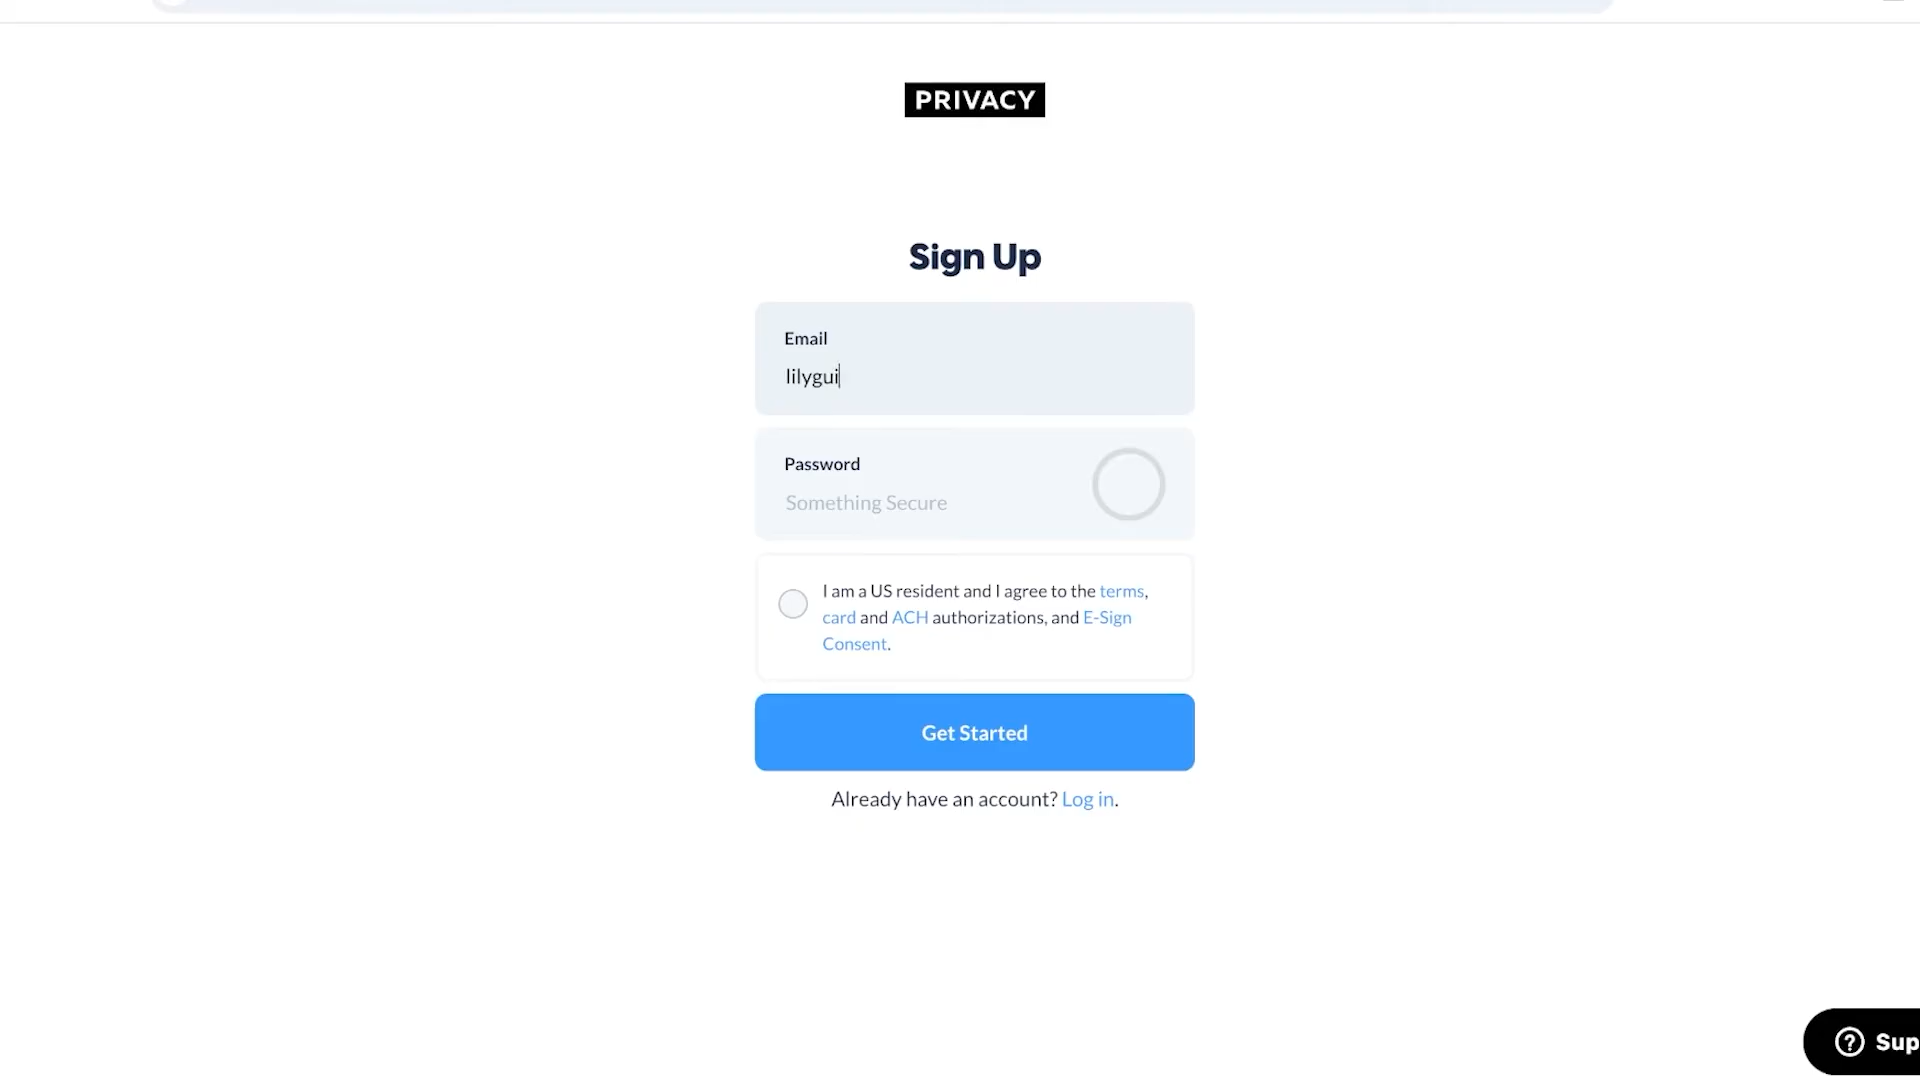 PRIVACY
Sign Up
Email
lilygui
Password
Something Secure
I am a US resident and I agree to the terms,
card and ACH authorizations, and E-Sign
Consent.
Get Started
Already have an account? Log in.
Sup